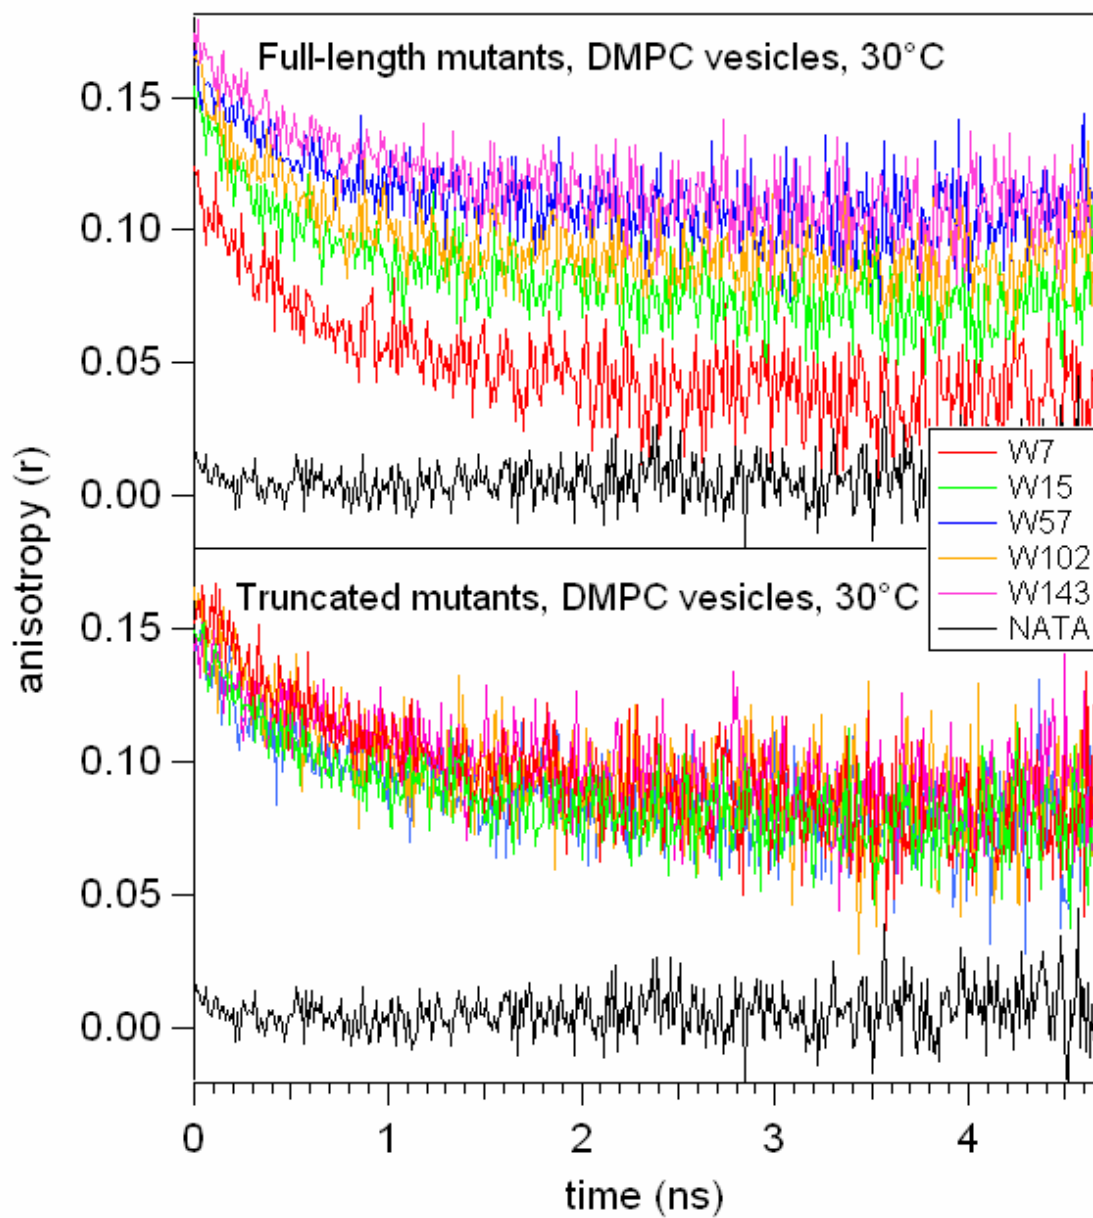 Full-length mutants, DMPC vesicles, 30°C
0.15
0.10
0.05
0.00
W7
W15
W57
W102
W143
NATA
Truncated mutants, DMPC vesicles, 30°C
0.15
0.10
0.05
0.00
anisotropy (r)
0 1 2 3 4
time (ns)